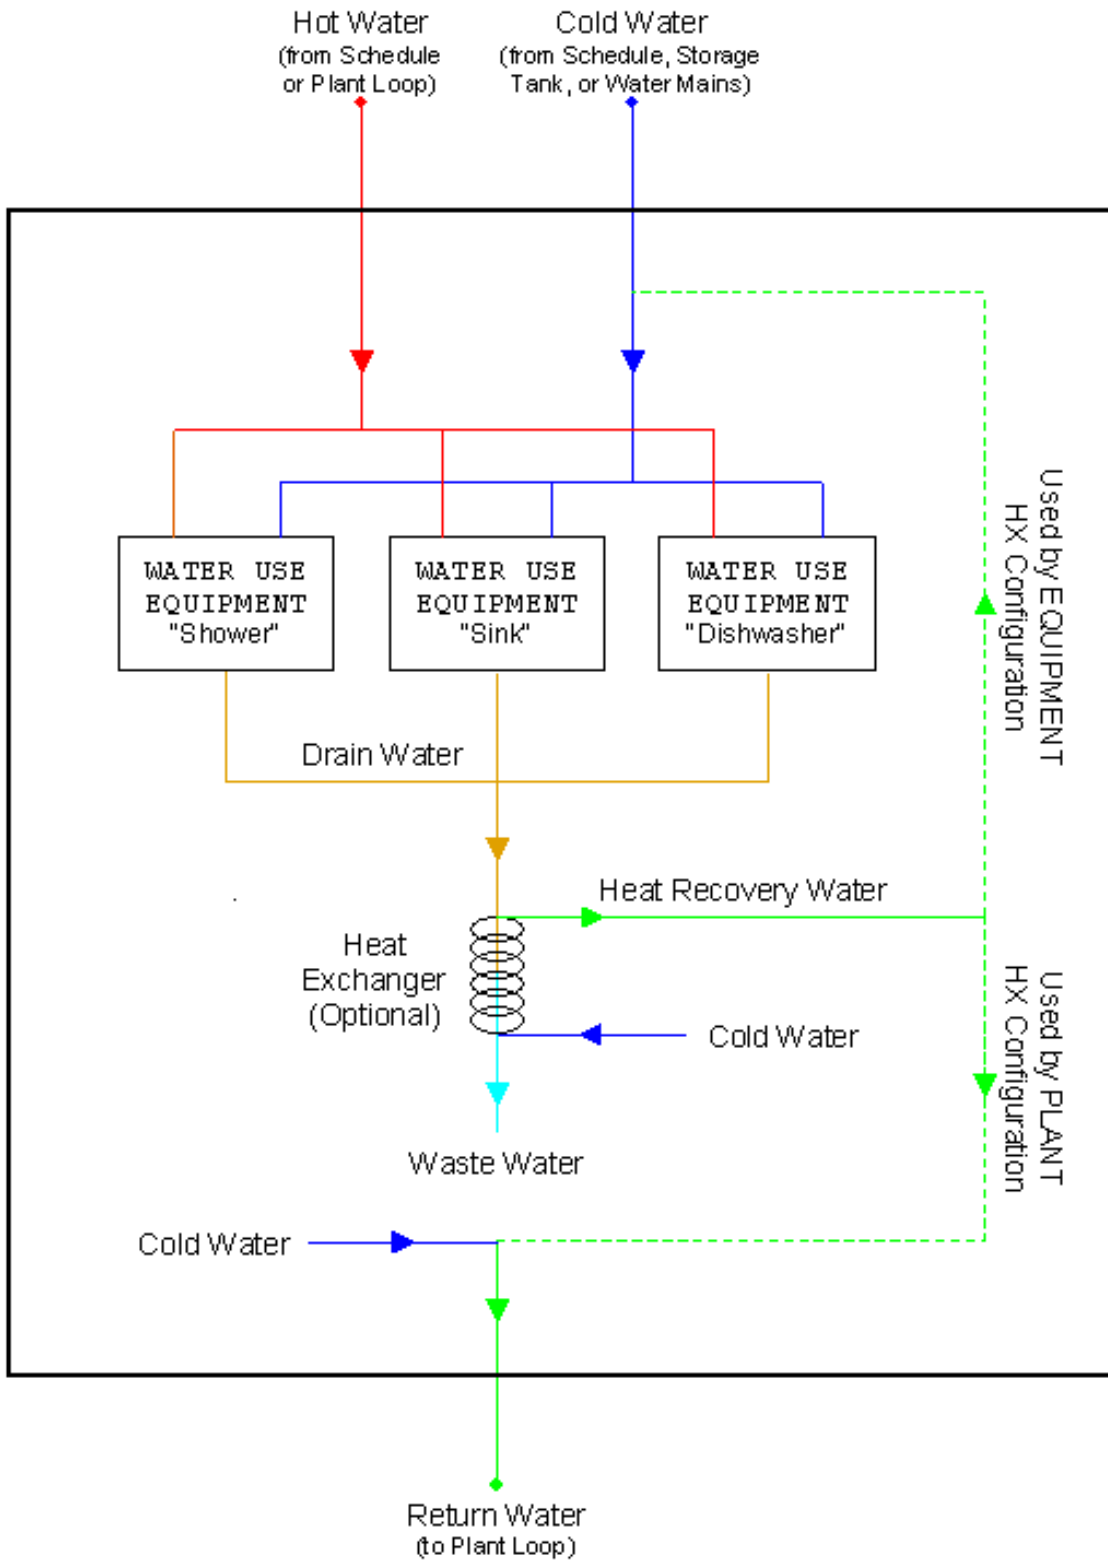 Hot Water
(from Schedule
or Plant Loop)
Cold Water
(from Schedule, Storage
Tank, or Water Mains)
Used by EQUIPMENT
HX Configuration
WATER USE
EQUIPMENT
"Shower"
WATER USE
EQUIPMENT
"Sink"
WATER USE
EQUIPMENT
"Dishwasher"
Drain Water
Heat Recovery Water
Heat
Exchanger
(Optional)
Cold Water
Used by PLANT
HX Configuration
Waste Water
Cold Water
Return Water
(to Plant Loop)